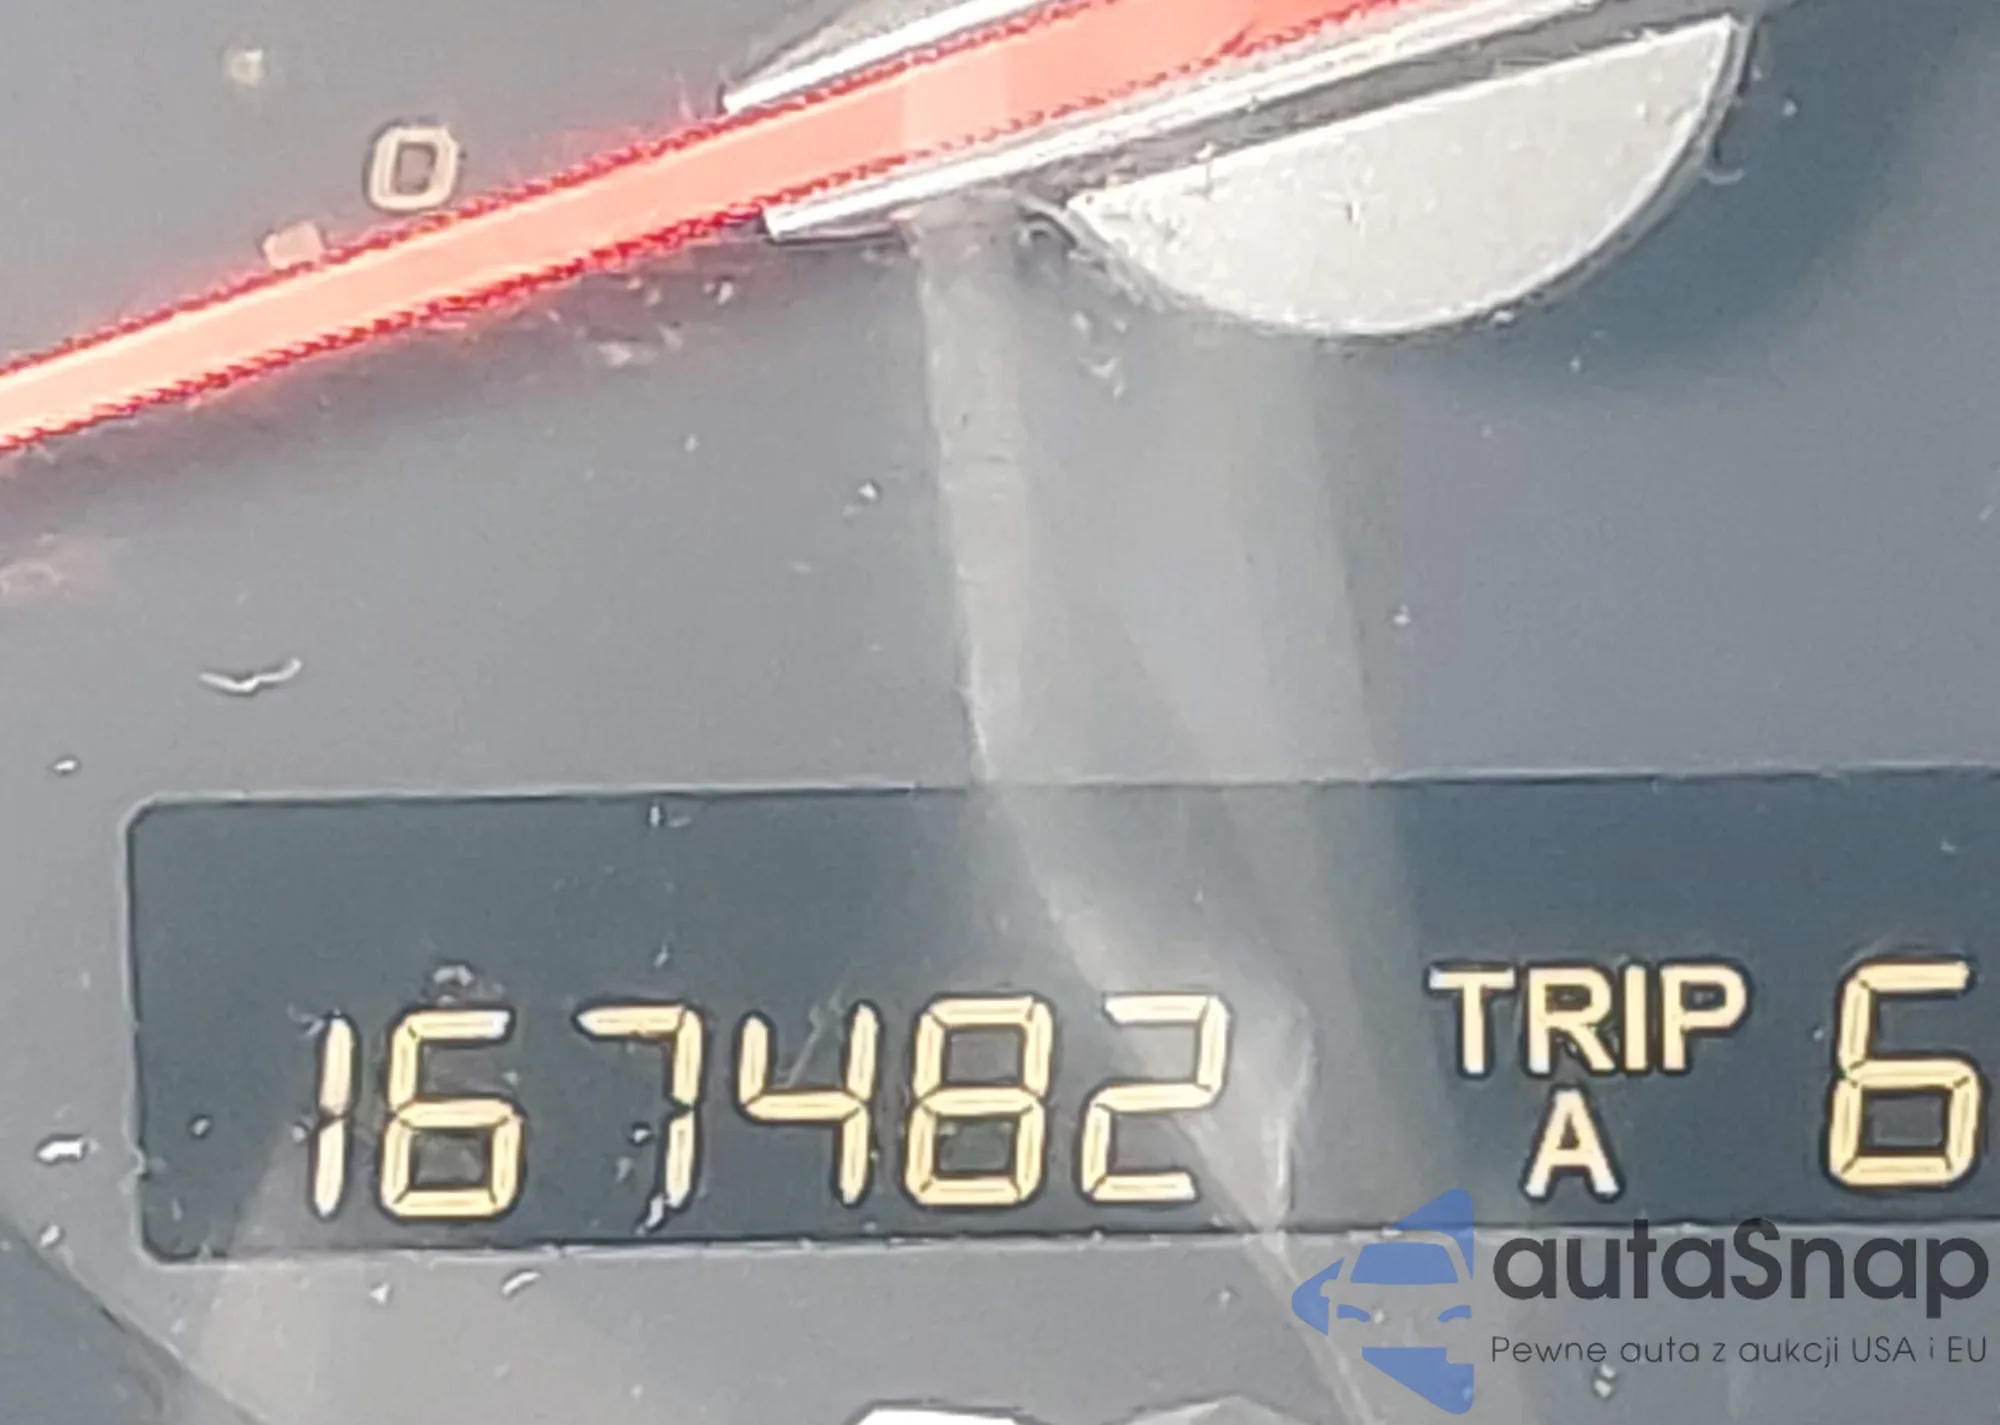 0
167482 TRIP 6
A
autaSnap
Pewne auta z aukcji USA i EU